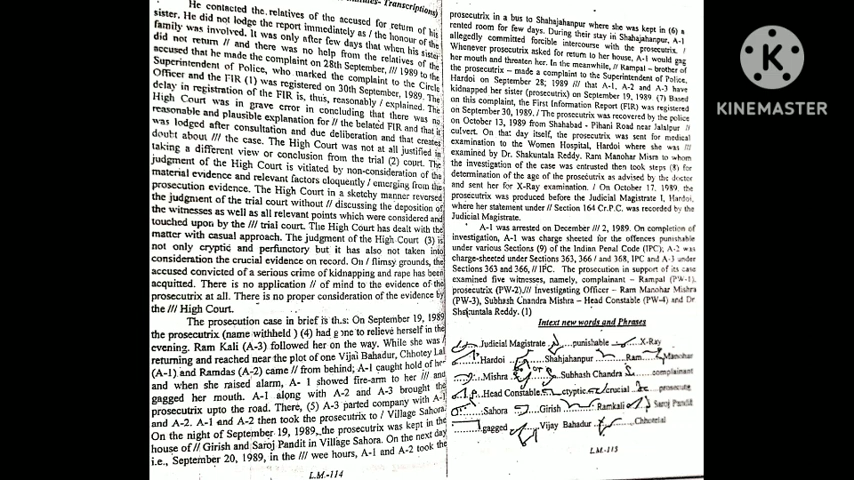 -Transcriptions)
He contacted the relatives of the accused for return of his
sister. He did not lodge the report immediately as / the honour of the
family was involved. It was only after few days that when his sister
did not return // and there was no help from the relatives of the
accused that he made the complaint on 28th September, /// 1989 to the
Superintendent of Police, who marked the complaint to the Circle
Officer and the FIR (1) was registered on 30th September, 1989. The
delay in registration of the FIR is, thus, reasonably / explained. The
High Court was in grave error in concluding that there was no
reasonable and plausible explanation for // the belated FIR and that it
was lodged after consultation and due deliberation and that creates
doubt about /// the case. The High Court was not at all justified in
taking a different view or conclusion from the trial (2) court. The
judgment of the High Court is vitiated by non-consideration of the
material evidence and relevant factors eloquently / emerging from the
prosecution evidence. The High Court in a sketchy manner reversed
the judgment of the trial court without // discussing the deposition of
the witnesses as well as all relevant points which were considered and
touched upon by the /// trial court. The High Court has dealt with the
matter with casual approach. The judgment of the High Court (3) is
not only cryptic and perfunctory but it has also not taken into
consideration the crucial evidence on record. On / flimsy grounds, the
accused convicted of a serious crime of kidnapping and rape has been
acquitted. There is no application // of mind to the evidence of the
prosecutrix at all. There is no proper consideration of the evidence by
the /// High Court.
The prosecution case in brief is this: On September 19, 1989
the prosecutrix (name withheld) (4) had gone to relieve herself in the
evening. Ram Kali (A-3) followed her on the way. While she was /
returning and reached near the plot of one Vijai Bahadur, Chhotey Lal
(A-1) and Ramdas (A-2) came // from behind; A-1 caught hold of her
and when she raised alarm, A-1 showed fire-arm to her /// and
gagged her mouth. A-1 along with A-2 and A-3 brought the
prosecutrix upto the road. There, (5) A-3 parted company with A-1
and A-2. A-1 and A-2 then took the prosecutrix to / Village Sahora.
On the night of September 19, 1989, the prosecutrix was kept in the
house of // Girish and Saroj Pandit in Village Sahora. On the next day
i.e., September 20, 1989, in the /// wee hours, A-1 and A-2 took the
L.M.-114
prosecutrix in a bus to Shahajahanpur where she was kept in (6) a
rented room for few days. During their stay in Shahajahanpur, A-1
allegedly committed forcible intercourse with the prosecutrix. /
Whenever prosecutrix asked for return to her house, A-1 would gag
her mouth and threaten her. In the meanwhile, // Rampal – brother of
the prosecutrix – made a complaint to the Superintendent of Police,
Hardoi on September 28, 1989 /// that A-1, A-2 and A-3 have
kidnapped her sister (prosecutrix) on September 19, 1989 (7) Based
on this complaint, the First Information Report (FIR) was registered
on September 30, 1989. / The prosecutrix was recovered by the police
on October 13, 1989 from Shahabad - Pihani Road near Jalalpur //
culvert. On that day itself, the prosecutrix was sent for medical
examination to the Women Hospital, Hardoi where she was ///
examined by Dr. Shakuntala Reddy. Ram Manohar Misra to whom
the investigation of the case was entrusted then took steps (8) for
determination of the age of the prosecutrix as advised by the doctor
and sent her for X-Ray examination. / On October 17, 1989, the
prosecutrix was produced before the Judicial Magistrate I, Hardoi,
where her statement under // Section 164 Cr.P.C. was recorded by the
Judicial Magistrate.
A-1 was arrested on December /// 2, 1989. On completion of
investigation, A-1 was charge sheeted for the offences punishable
under various Sections (9) of the Indian Penal Code (IPC); A-2 was
charge-sheeted under Sections 363, 366 / and 368, IPC and A-3 under
Sections 363 and 366, // IPC. The prosecution in support of its case
examined five witnesses, namely, complainant – Rampal (PW-1),
prosecutrix (PW-2),/// Investigating Officer – Ram Manohar Mishra
(PW-3), Subhash Chandra Mishra – Head Constable (PW-4) and Dr
Shakuntala Reddy. (1)
Intext new words and Phrases
Judicial Magistrate punishable X-Ray
Hardoi Shahjahanpur Ram Manohar
Mishra or Subhash Chandra complainant
Head Constable cryptic crucial prosecute
Sahora Girish Ramkali Saroj Pandit
gagged Vijay Bahadur
L.M.-115
KINEMASTER